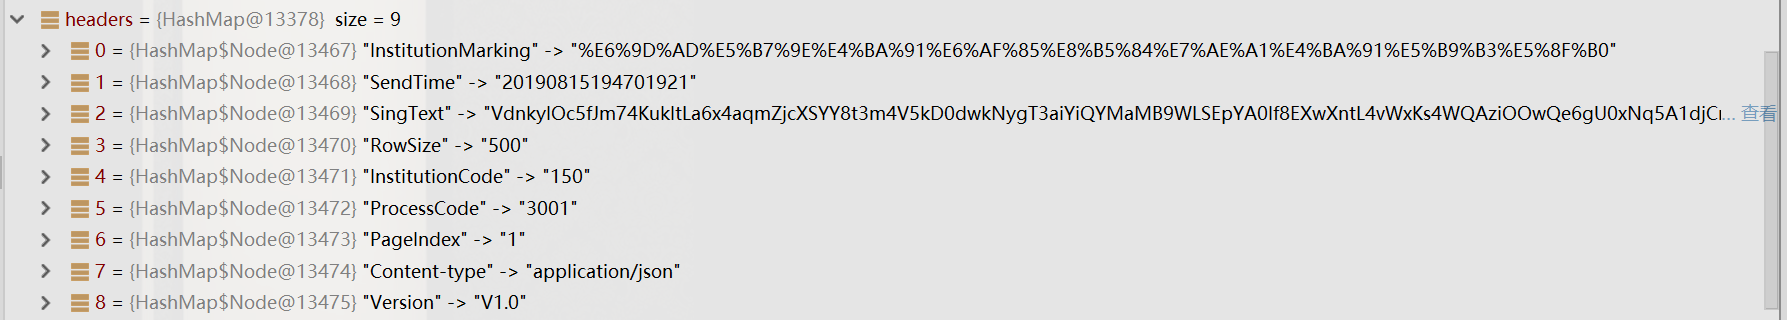 headers = {HashMap@13378} size = 9
0 = {HashMap$Node@13467} "InstitutionMarking" -> "%E6%9D%AD%E5%B7%9E%E4%BA%91%E6%AF%85%E8%B5%84%E7%AE%A1%E4%BA%91%E5%B9%B3%E5%8F%B0"
1 = {HashMap$Node@13468} "SendTime" -> "20190815194701921"
2 = {HashMap$Node@13469} "SingText" -> ... 查看
3 = {HashMap$Node@13470} "RowSize" -> "500"
4 = {HashMap$Node@13471} "InstitutionCode" -> "150"
5 = {HashMap$Node@13472} "ProcessCode" -> "3001"
6 = {HashMap$Node@13473} "PageIndex" -> "1"
7 = {HashMap$Node@13474} "Content-type" -> "application/json"
8 = {HashMap$Node@13475} "Version" -> "V1.0"